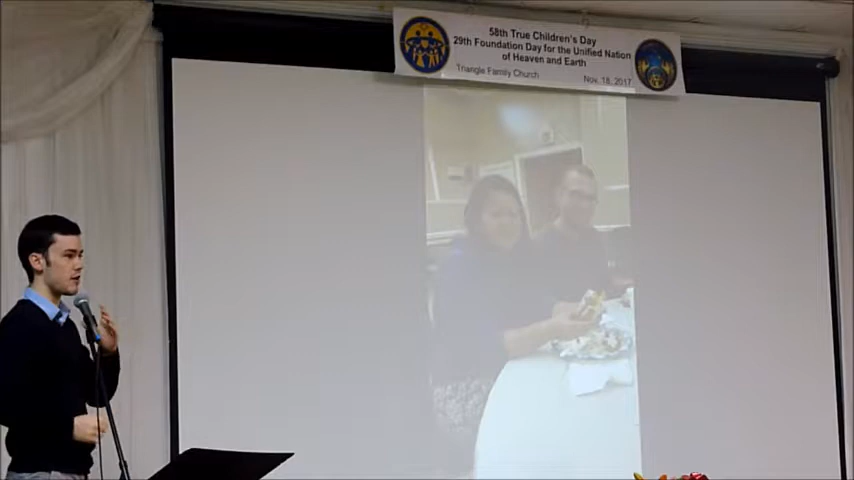 58th True Children's Day
29th Foundation Day for the Unified Nation
of Heaven and Earth
Triangle Family Church
Nov. 18, 2017